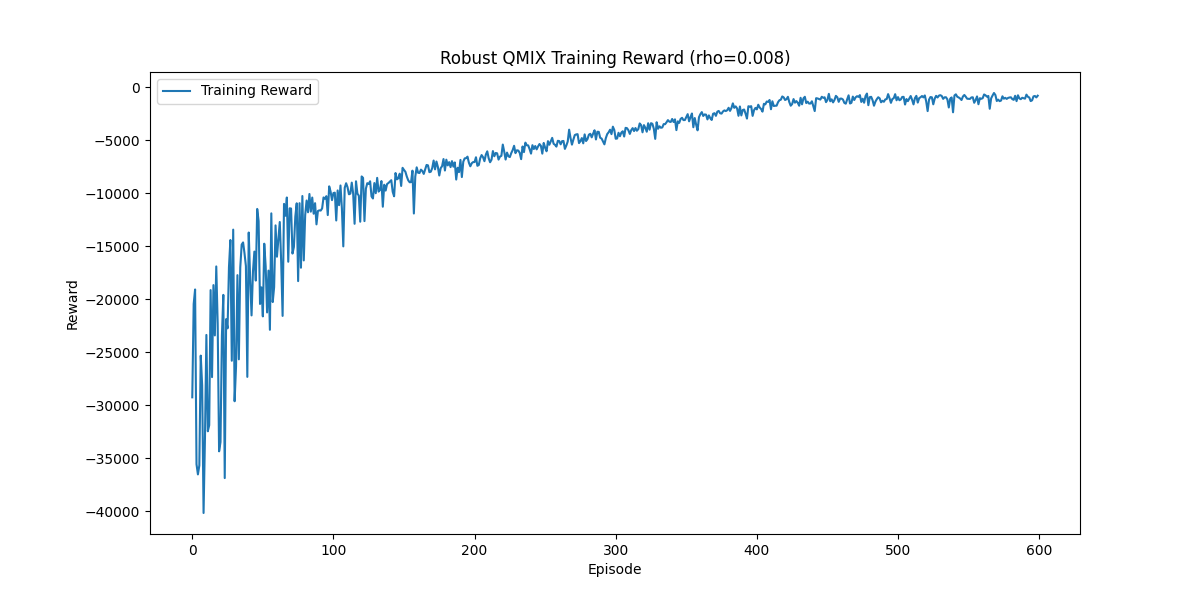 Robust QMIX Training Reward (rho=0.008)
Training Reward
0
−5000
−10000
−15000
−20000
−25000
−30000
−35000
−40000
Reward
0 100 200 300 400 500 600
Episode